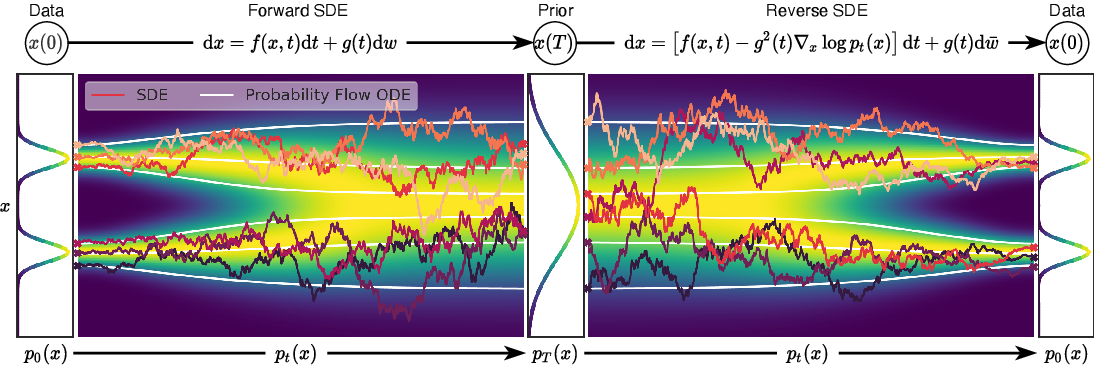 Data Forward SDE Prior Reverse SDE Data
x(0) dx = f(x, t)dt + g(t)dw x(T) dx = [f(x, t) − g²(t)∇ₓ log pₜ(x)] dt + g(t)dw̄ x(0)
SDE Probability Flow ODE
x
p₀(x) pₜ(x) p_T(x) pₜ(x) p₀(x)